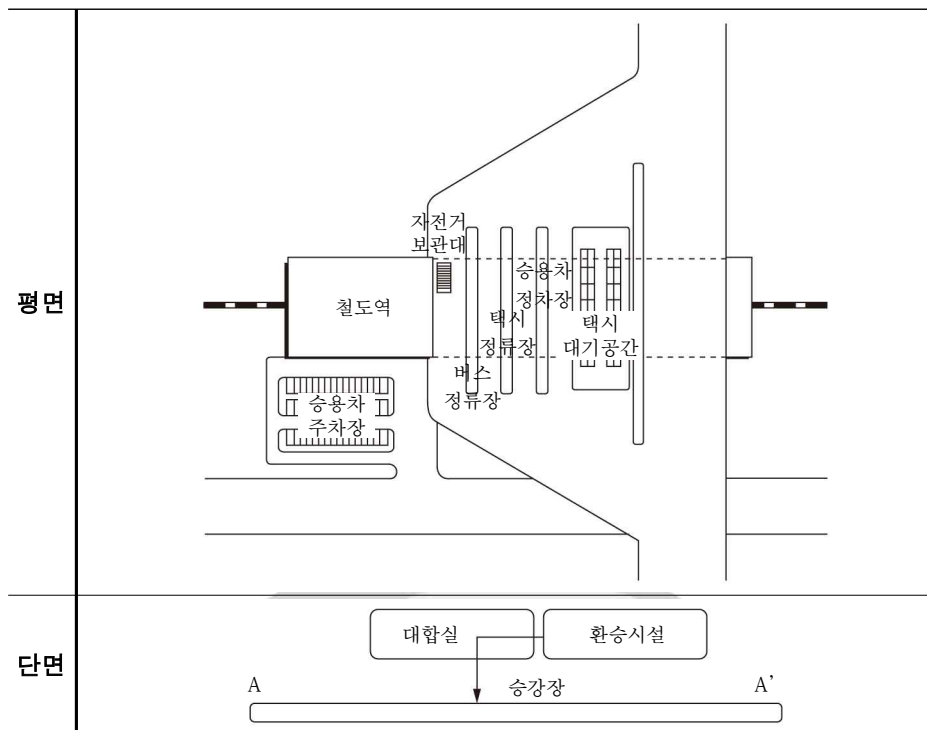 평면
자전거
보관대
철도역
승용차
정차장
택시
정류장
택시
대기공간
버스
정류장
승용차
주차장
단면
대합실
환승시설
A
승강장
A’